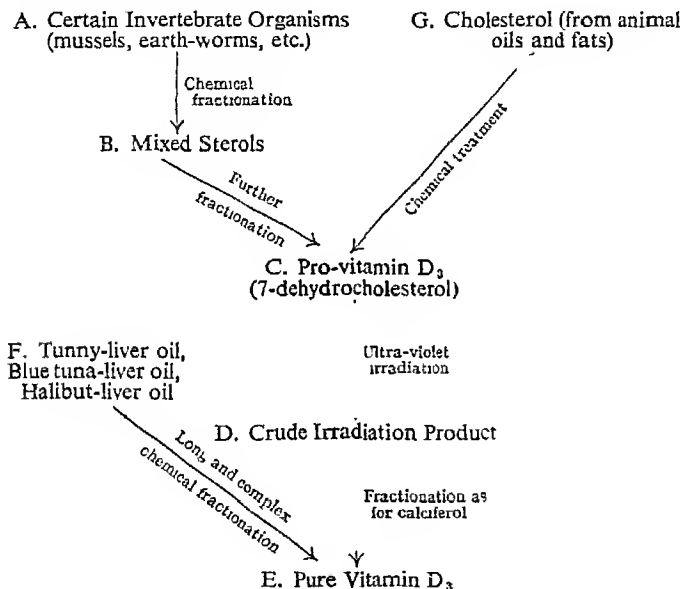 A. Certain Invertebrate Organisms
(mussels, earth-worms, etc.)
G. Cholesterol (from animal
oils and fats)
Chemical
fractionation
B. Mixed Sterols
Further
fractionation
Chemical treatment
C. Pro-vitamin D₃
(7-dehydrocholesterol)
F. Tunny-liver oil,
Blue tuna-liver oil,
Halibut-liver oil
Ultra-violet
irradiation
D. Crude Irradiation Product
Long and complex
chemical fractionation
Fractionation as
for calciferol
E. Pure Vitamin D₃